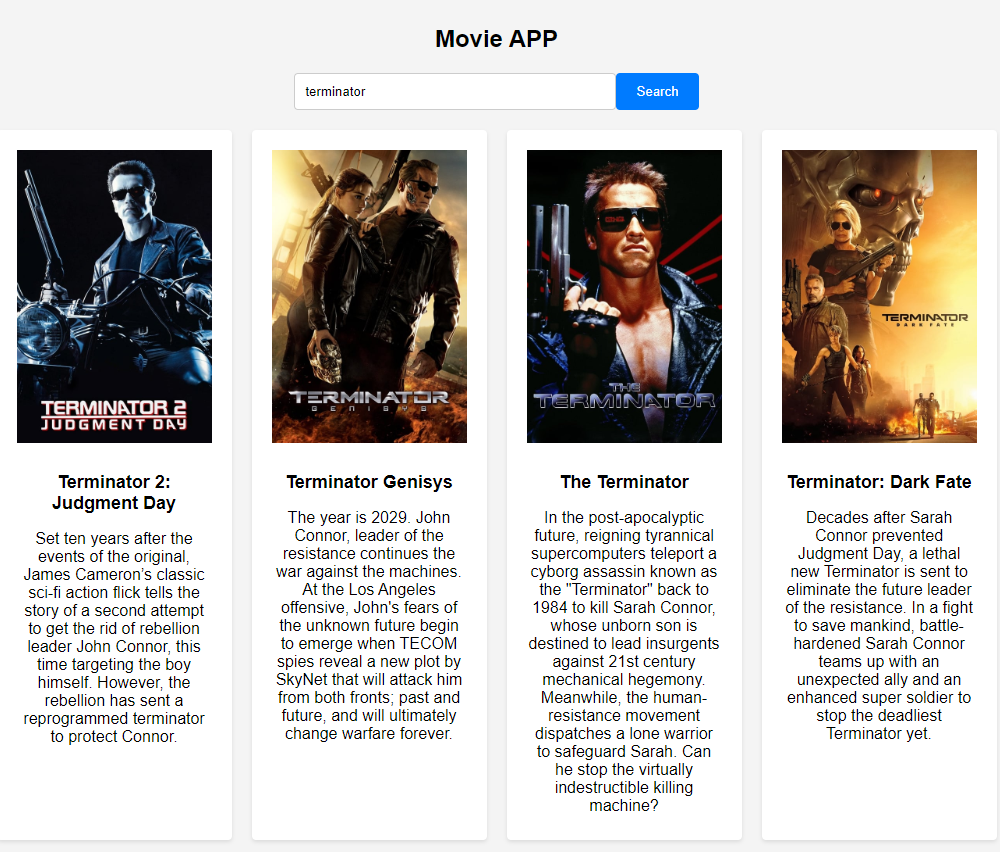 Movie APP
terminator
Search
TERMINATOR 2
JUDGMENT DAY
Terminator 2:
Judgment Day
Set ten years after the
events of the original,
James Cameron’s classic
sci-fi action flick tells the
story of a second attempt
to get the rid of rebellion
leader John Connor, this
time targeting the boy
himself. However, the
rebellion has sent a
reprogrammed terminator
to protect Connor.
TERMINATOR
GENISYS
Terminator Genisys
The year is 2029. John
Connor, leader of the
resistance continues the
war against the machines.
At the Los Angeles
offensive, John's fears of
the unknown future begin
to emerge when TECOM
spies reveal a new plot by
SkyNet that will attack him
from both fronts; past and
future, and will ultimately
change warfare forever.
THE
TERMINATOR
The Terminator
In the post-apocalyptic
future, reigning tyrannical
supercomputers teleport a
cyborg assassin known as
the "Terminator" back to
1984 to kill Sarah Connor,
whose unborn son is
destined to lead insurgents
against 21st century
mechanical hegemony.
Meanwhile, the human-
resistance movement
dispatches a lone warrior
to safeguard Sarah. Can
he stop the virtually
indestructible killing
machine?
TERMINATOR
DARK FATE
Terminator: Dark Fate
Decades after Sarah
Connor prevented
Judgment Day, a lethal
new Terminator is sent to
eliminate the future leader
of the resistance. In a fight
to save mankind, battle-
hardened Sarah Connor
teams up with an
unexpected ally and an
enhanced super soldier to
stop the deadliest
Terminator yet.